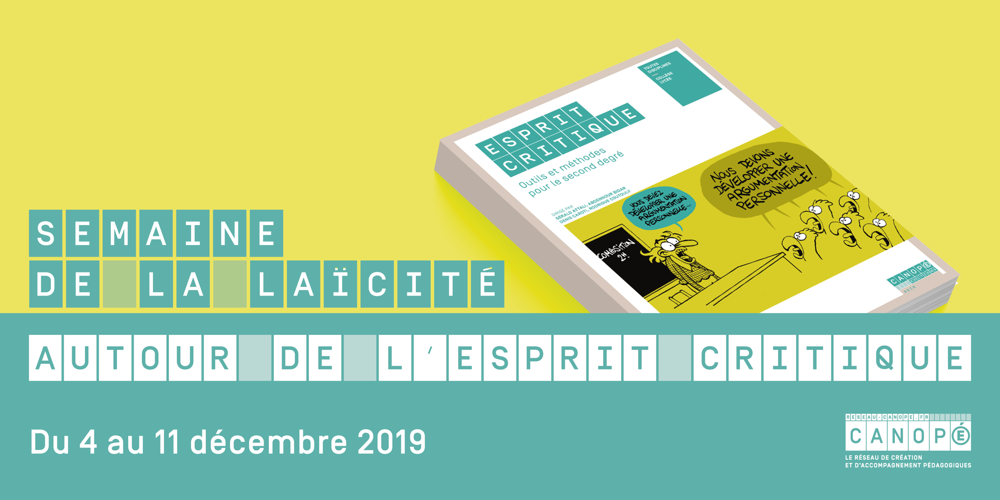 TOUTES
DISCIPLINES
COLLÈGE
LYCÉE
ESPRIT
CRITIQUE
Outils et méthodes
pour le second degré
DIRIGÉ PAR
GÉRALD ATTALI, ABDENNOUR BIDAR
DENIS CAROTI, RODRIGUE COUTOULY
VOUS DEVEZ
DÉVELOPPER UNE
ARGUMENTATION
PERSONNELLE...
NOUS DEVONS
DÉVELOPPER UNE
ARGUMENTATION
PERSONNELLE!
COMPOSITION
2H.
CANOPÉ
EDITIONS
AGIR
SEMAINE
DE LA LAÏCITÉ
AUTOUR DE L'ESPRIT CRITIQUE
Du 4 au 11 décembre 2019
RESEAU-CANOPE.FR
CANOPÉ
LE RÉSEAU DE CRÉATION
ET D'ACCOMPAGNEMENT PÉDAGOGIQUES